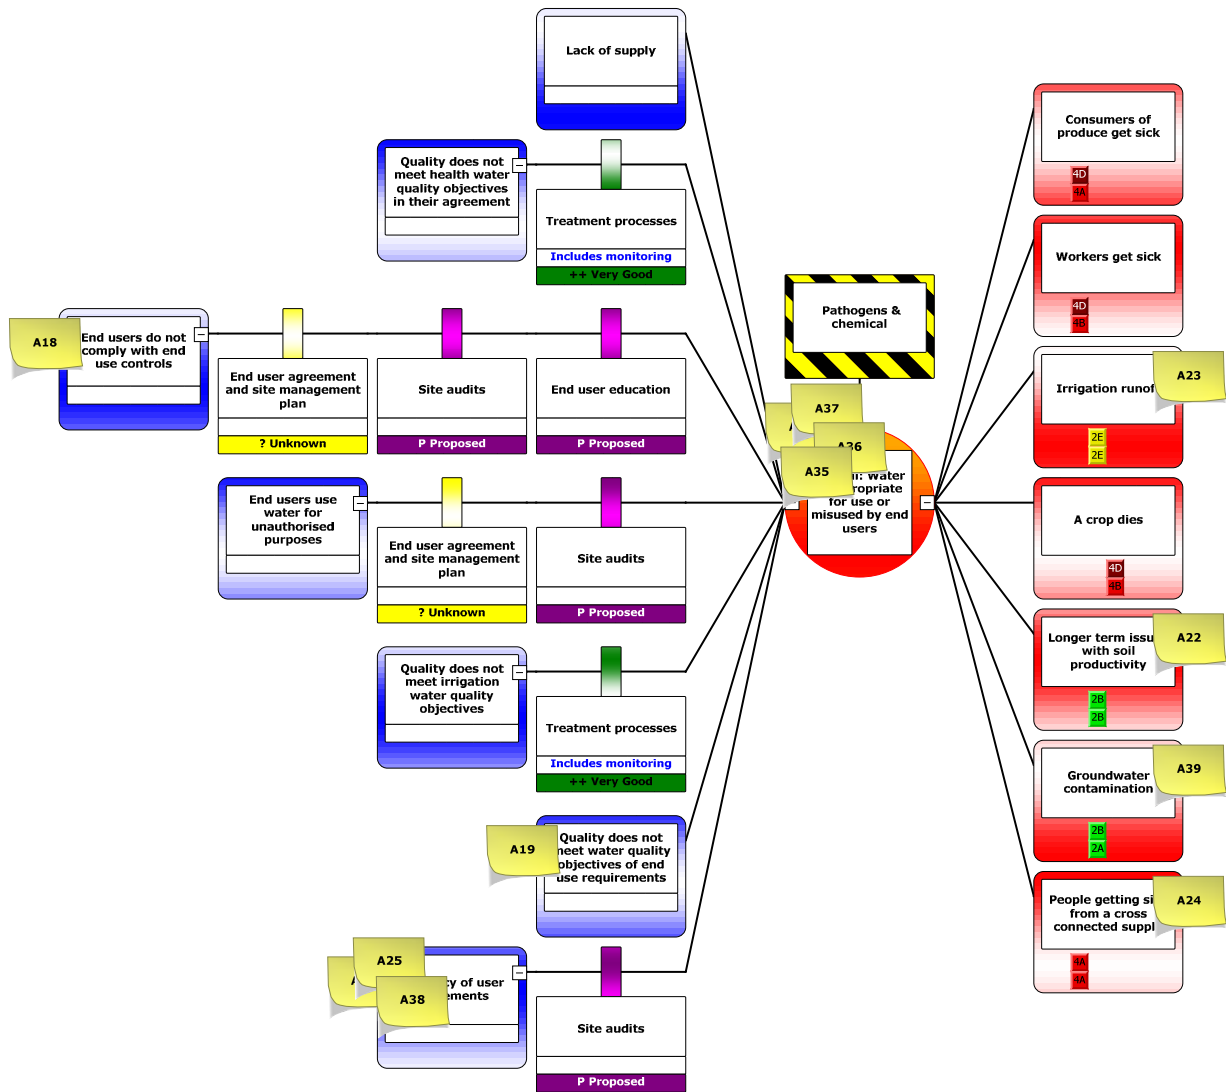 Lack of supply
Quality does not
meet health water
quality objectives
in their agreement
Treatment processes
Includes monitoring
++ Very Good
A18
End users do not
comply with end
use controls
End user agreement
and site management
plan
? Unknown
Site audits
P Proposed
End user education
P Proposed
End users use
water for
unauthorised
purposes
End user agreement
and site management
plan
? Unknown
Site audits
P Proposed
Quality does not
meet irrigation
water quality
objectives
Treatment processes
Includes monitoring
++ Very Good
A19
Quality does not
meet water quality
objectives of end
use requirements
A25
A38
of user
Site audits
P Proposed
Pathogens &
chemical
A37
A36
A35
Water
for use or
misused by end
users
Consumers of
produce get sick
4D
4A
Workers get sick
4D
4B
Irrigation runoff
A23
2E
2E
A crop dies
4D
4B
Longer term issues
with soil
productivity
A22
2B
2B
Groundwater
contamination
A39
2B
2A
People getting
from a cross
connected supply
A24
4A
4A